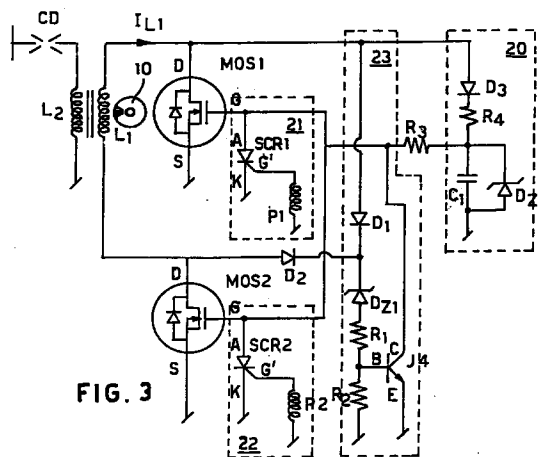 CD
I L1
10
L2
L1
D
MOS1
G
S
21
A
SCR1
G'
K
P1
23
20
D3
R4
R3
C1
DZ
D1
D2
DZ1
R1
B
C
J4
E
R2
D
MOS2
G
S
A
SCR2
G'
K
R2
22
FIG. 3